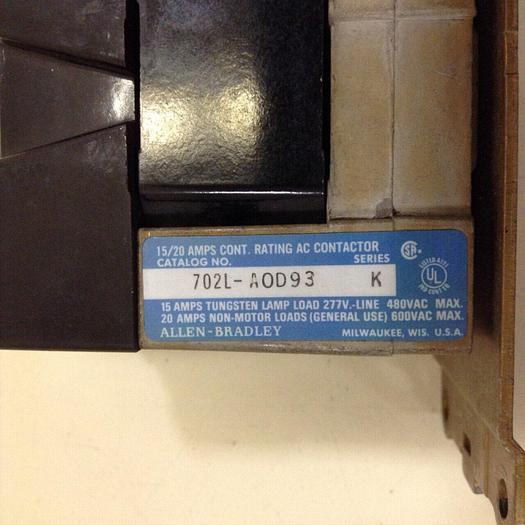 15/20 AMPS CONT. RATING AC CONTACTOR
CATALOG NO. SERIES
702L-AOD93 K
15 AMPS TUNGSTEN LAMP LOAD 277V.-LINE 480VAC MAX.
20 AMPS NON-MOTOR LOADS (GENERAL USE) 600VAC MAX.
ALLEN-BRADLEY MILWAUKEE, WIS. U.S.A.
SA
UL